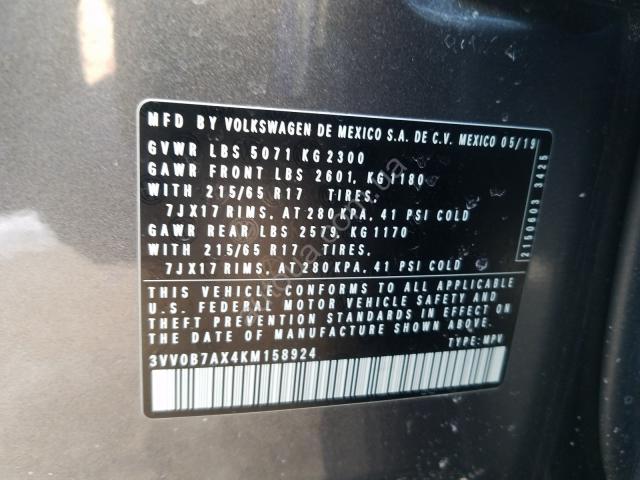 MFD BY VOLKSWAGEN DE MEXICO S.A. DE C.V. MEXICO 05/19
GVWR LBS 5071 KG 2300
GAWR FRONT LBS 2601, KG 1180
WITH 215/65 R17 TIRES,
7JX17 RIMS, AT 280 KPA, 41 PSI COLD
GAWR REAR LBS 2579, KG 1170
WITH 215/65 R17 TIRES,
7JX17 RIMS, AT 280 KPA, 41 PSI COLD
THIS VEHICLE CONFORMS TO ALL APPLICABLE
U.S. FEDERAL MOTOR VEHICLE SAFETY AND
THEFT PREVENTION STANDARDS IN EFFECT ON
THE DATE OF MANUFACTURE SHOWN ABOVE.
3VV0B7AX4KM158924 TYPE: MPV
2150603 3425